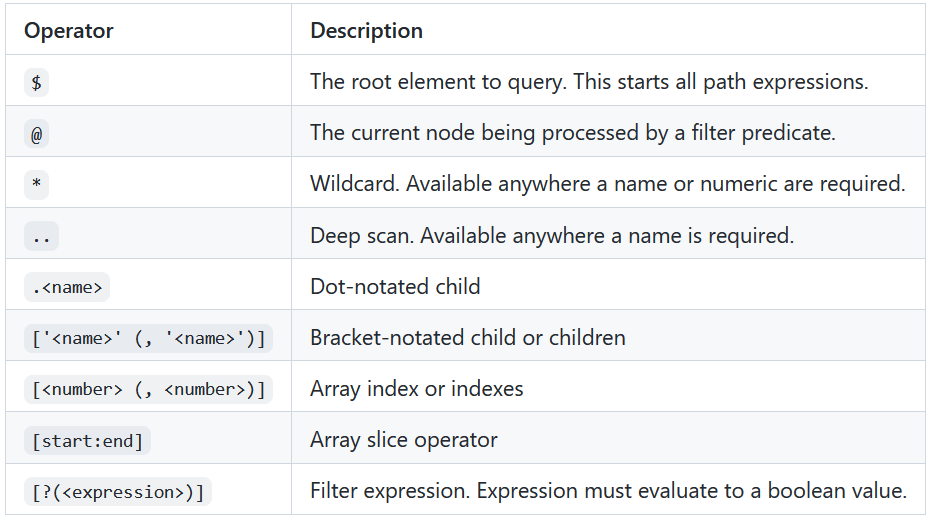 Operator Description
$ The root element to query. This starts all path expressions.
@ The current node being processed by a filter predicate.
* Wildcard. Available anywhere a name or numeric are required.
.. Deep scan. Available anywhere a name is required.
.<name> Dot-notated child
['<name>' (, '<name>')] Bracket-notated child or children
[<number> (, <number>)] Array index or indexes
[start:end] Array slice operator
[?(<expression>)] Filter expression. Expression must evaluate to a boolean value.